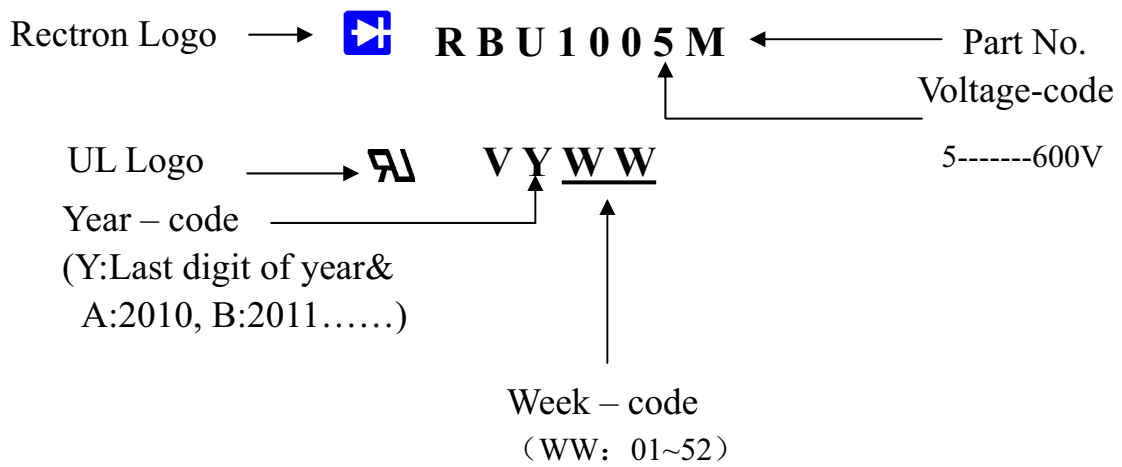 Rectron Logo
R B U 1 0 0 5 M
Part No.
Voltage-code
5-------600V
UL Logo
V Y W W
Year – code
(Y:Last digit of year&
A:2010, B:2011……)
Week – code
（WW：01~52）